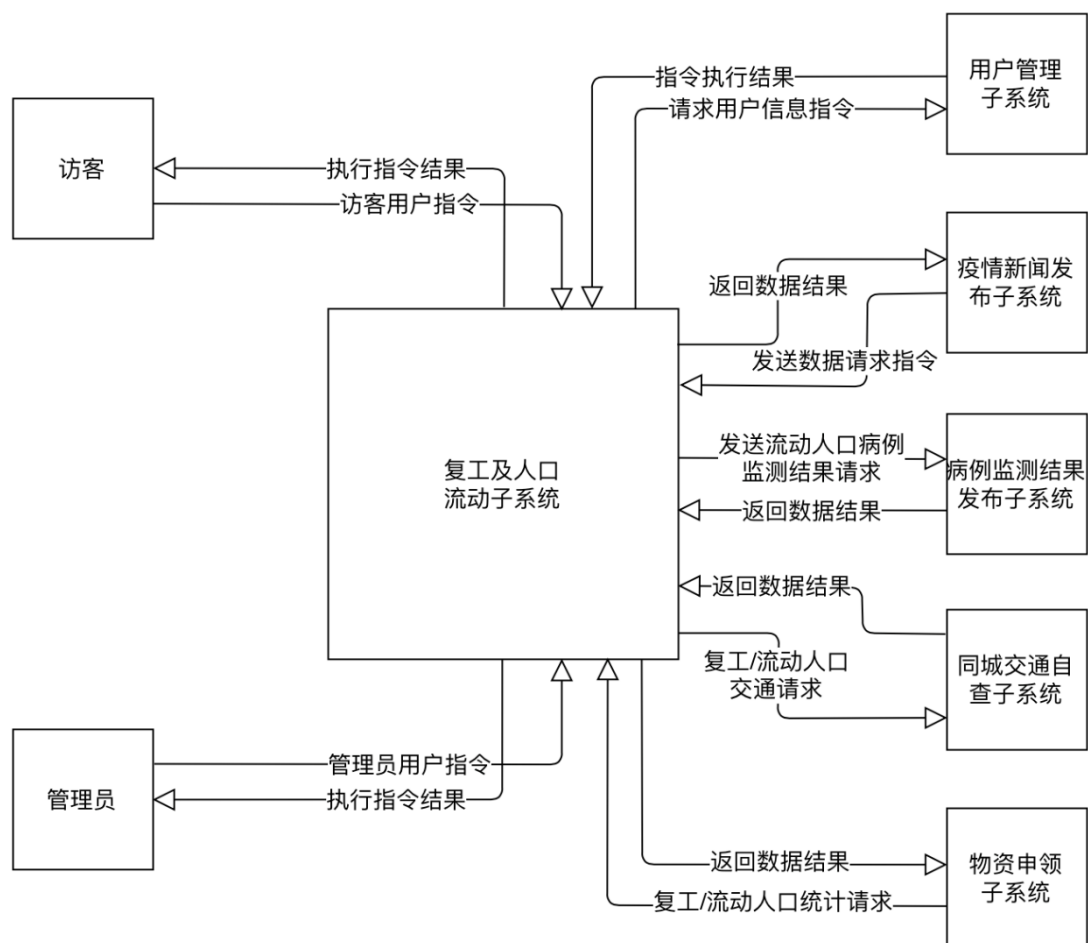 指令执行结果
用户管理
子系统
请求用户信息指令
访客
执行指令结果
访客用户指令
疫情新闻发
布子系统
返回数据结果
发送数据请求指令
复工及人口
流动子系统
发送流动人口病例
监测结果请求
病例监测结果
发布子系统
返回数据结果
返回数据结果
复工/流动人口
交通请求
同城交通自
查子系统
管理员
管理员用户指令
执行指令结果
返回数据结果
物资申领
子系统
复工/流动人口统计请求